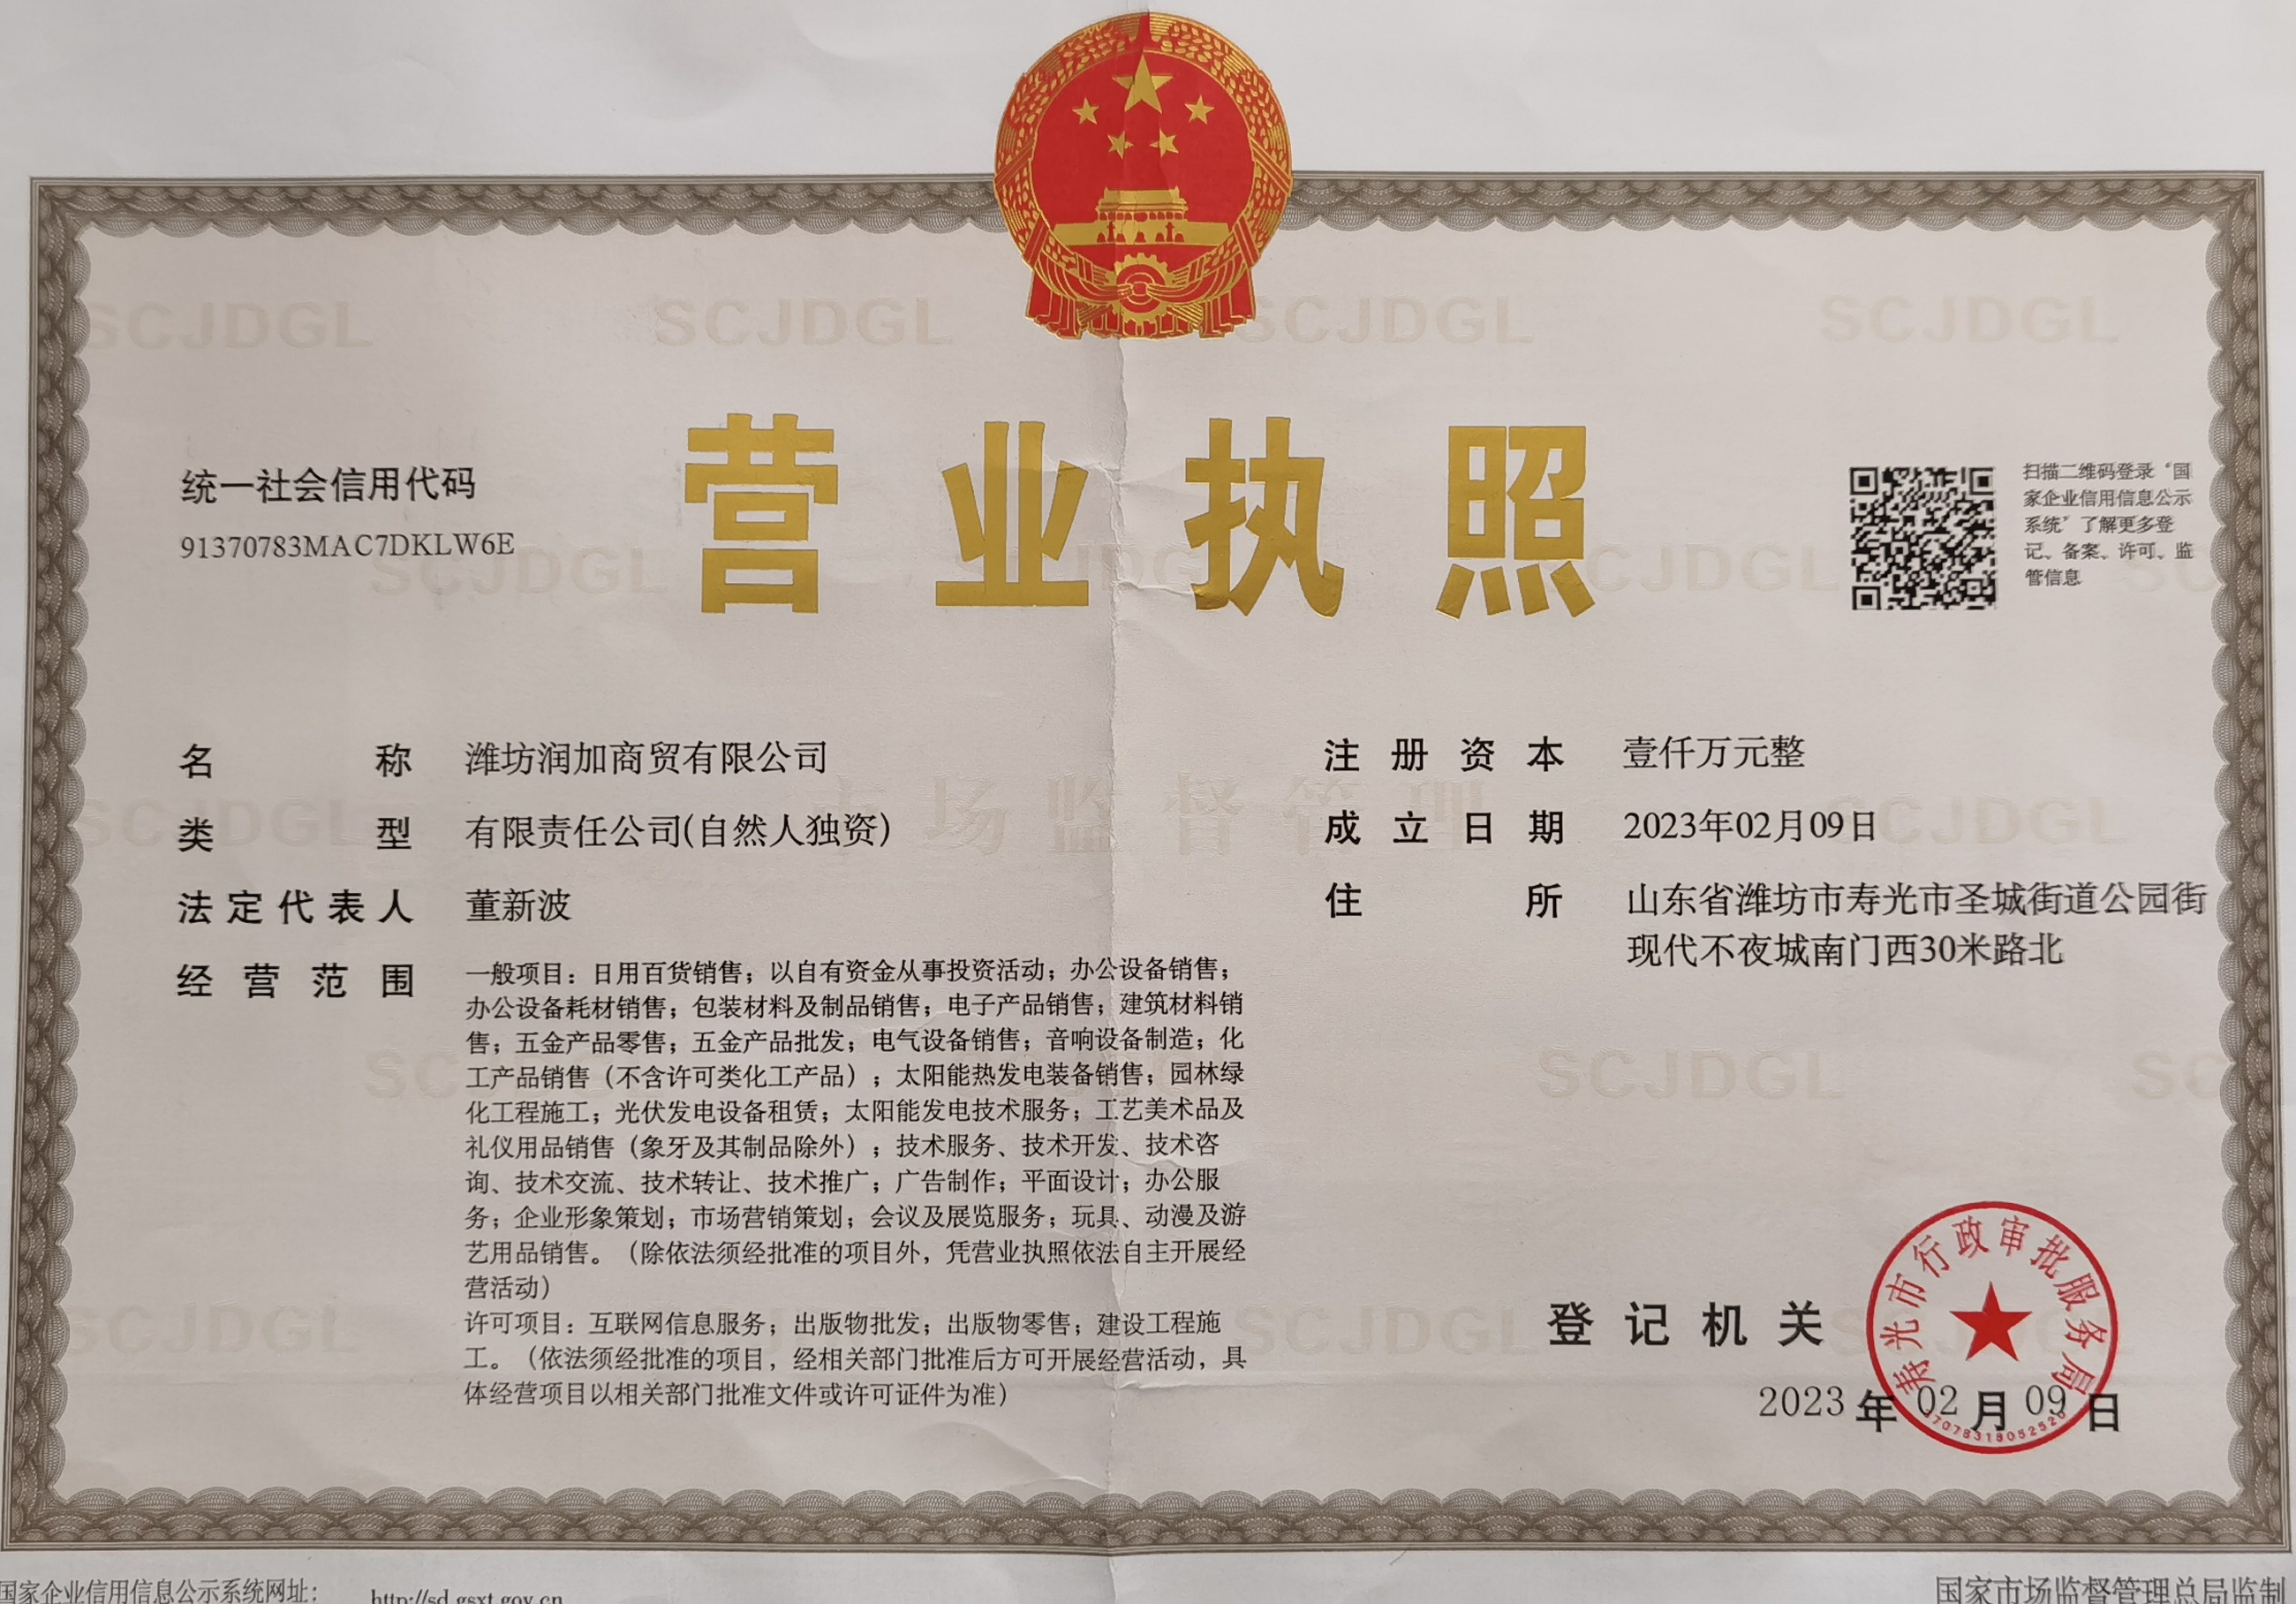 营业执照
统一社会信用代码
91370783MAC7DKLW6E
扫描二维码登录‘国
家企业信用信息公示
系统’了解更多登
记、备案、许可、监
管信息
名称 潍坊润加商贸有限公司
类型 有限责任公司(自然人独资)
法定代表人 董新波
经营范围 一般项目：日用百货销售；以自有资金从事投资活动；办公设备销售；
办公设备耗材销售；包装材料及制品销售；电子产品销售；建筑材料销
售；五金产品零售；五金产品批发；电气设备销售；音响设备制造；化
工产品销售（不含许可类化工产品）；太阳能热发电装备销售；园林绿
化工程施工；光伏发电设备租赁；太阳能发电技术服务；工艺美术品及
礼仪用品销售（象牙及其制品除外）；技术服务、技术开发、技术咨
询、技术交流、技术转让、技术推广；广告制作；平面设计；办公服
务；企业形象策划；市场营销策划；会议及展览服务；玩具、动漫及游
艺用品销售。（除依法须经批准的项目外，凭营业执照依法自主开展经
营活动）
许可项目：互联网信息服务；出版物批发；出版物零售；建设工程施
工。（依法须经批准的项目，经相关部门批准后方可开展经营活动，具
体经营项目以相关部门批准文件或许可证件为准）
注册资本 壹仟万元整
成立日期 2023年02月09日
住所 山东省潍坊市寿光市圣城街道公园街
现代不夜城南门西30米路北
登记机关
寿光市行政审批服务局
2023年02月09日
国家企业信用信息公示系统网址：
http://sd.gsxt.gov.cn
国家市场监督管理总局监制
SCJDGL
市场监督管理